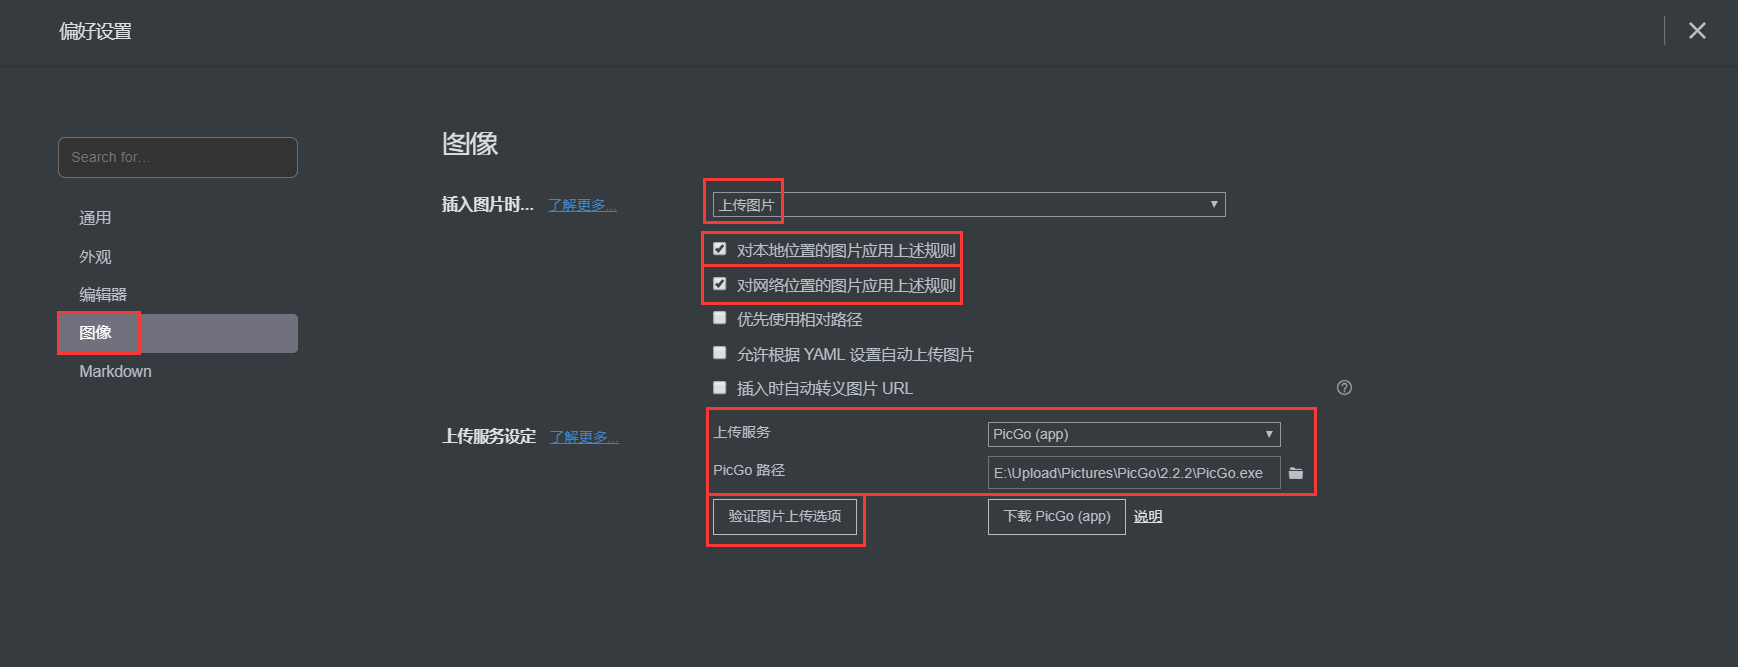 偏好设置
Search for...
通用
外观
编辑器
图像
Markdown
图像
插入图片时... 了解更多...
上传图片
对本地位置的图片应用上述规则
对网络位置的图片应用上述规则
优先使用相对路径
允许根据 YAML 设置自动上传图片
插入时自动转义图片 URL
上传服务设定 了解更多...
上传服务 PicGo (app)
PicGo 路径 E:\Upload\Pictures\PicGo\2.2.2\PicGo.exe
验证图片上传选项 下载 PicGo (app) 说明